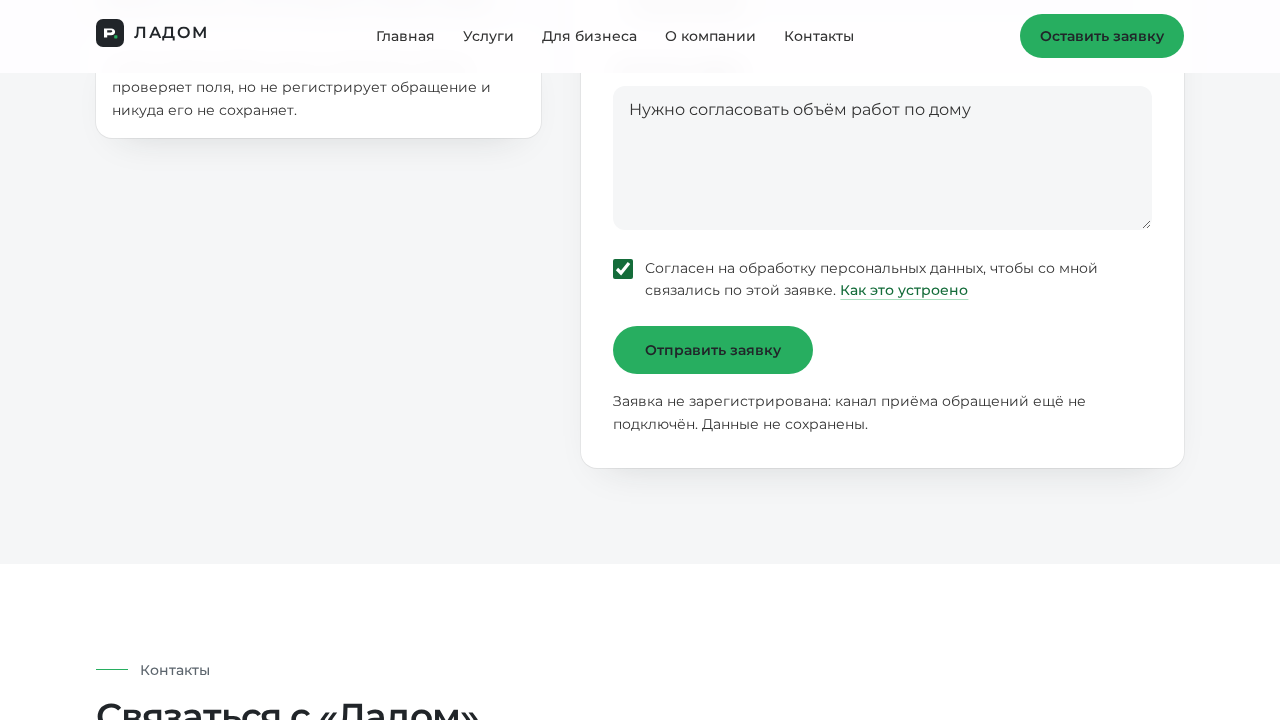 P.
ЛАДОМ
Главная
Услуги
Для бизнеса
О компании
Контакты
Оставить заявку
проверяет поля, но не регистрирует обращение и
никуда его не сохраняет.
Нужно согласовать объём работ по дому
Согласен на обработку персональных данных, чтобы со мной
связались по этой заявке. Как это устроено
Отправить заявку
Заявка не зарегистрирована: канал приёма обращений ещё не
подключён. Данные не сохранены.
Контакты
Связаться с «Ладом»